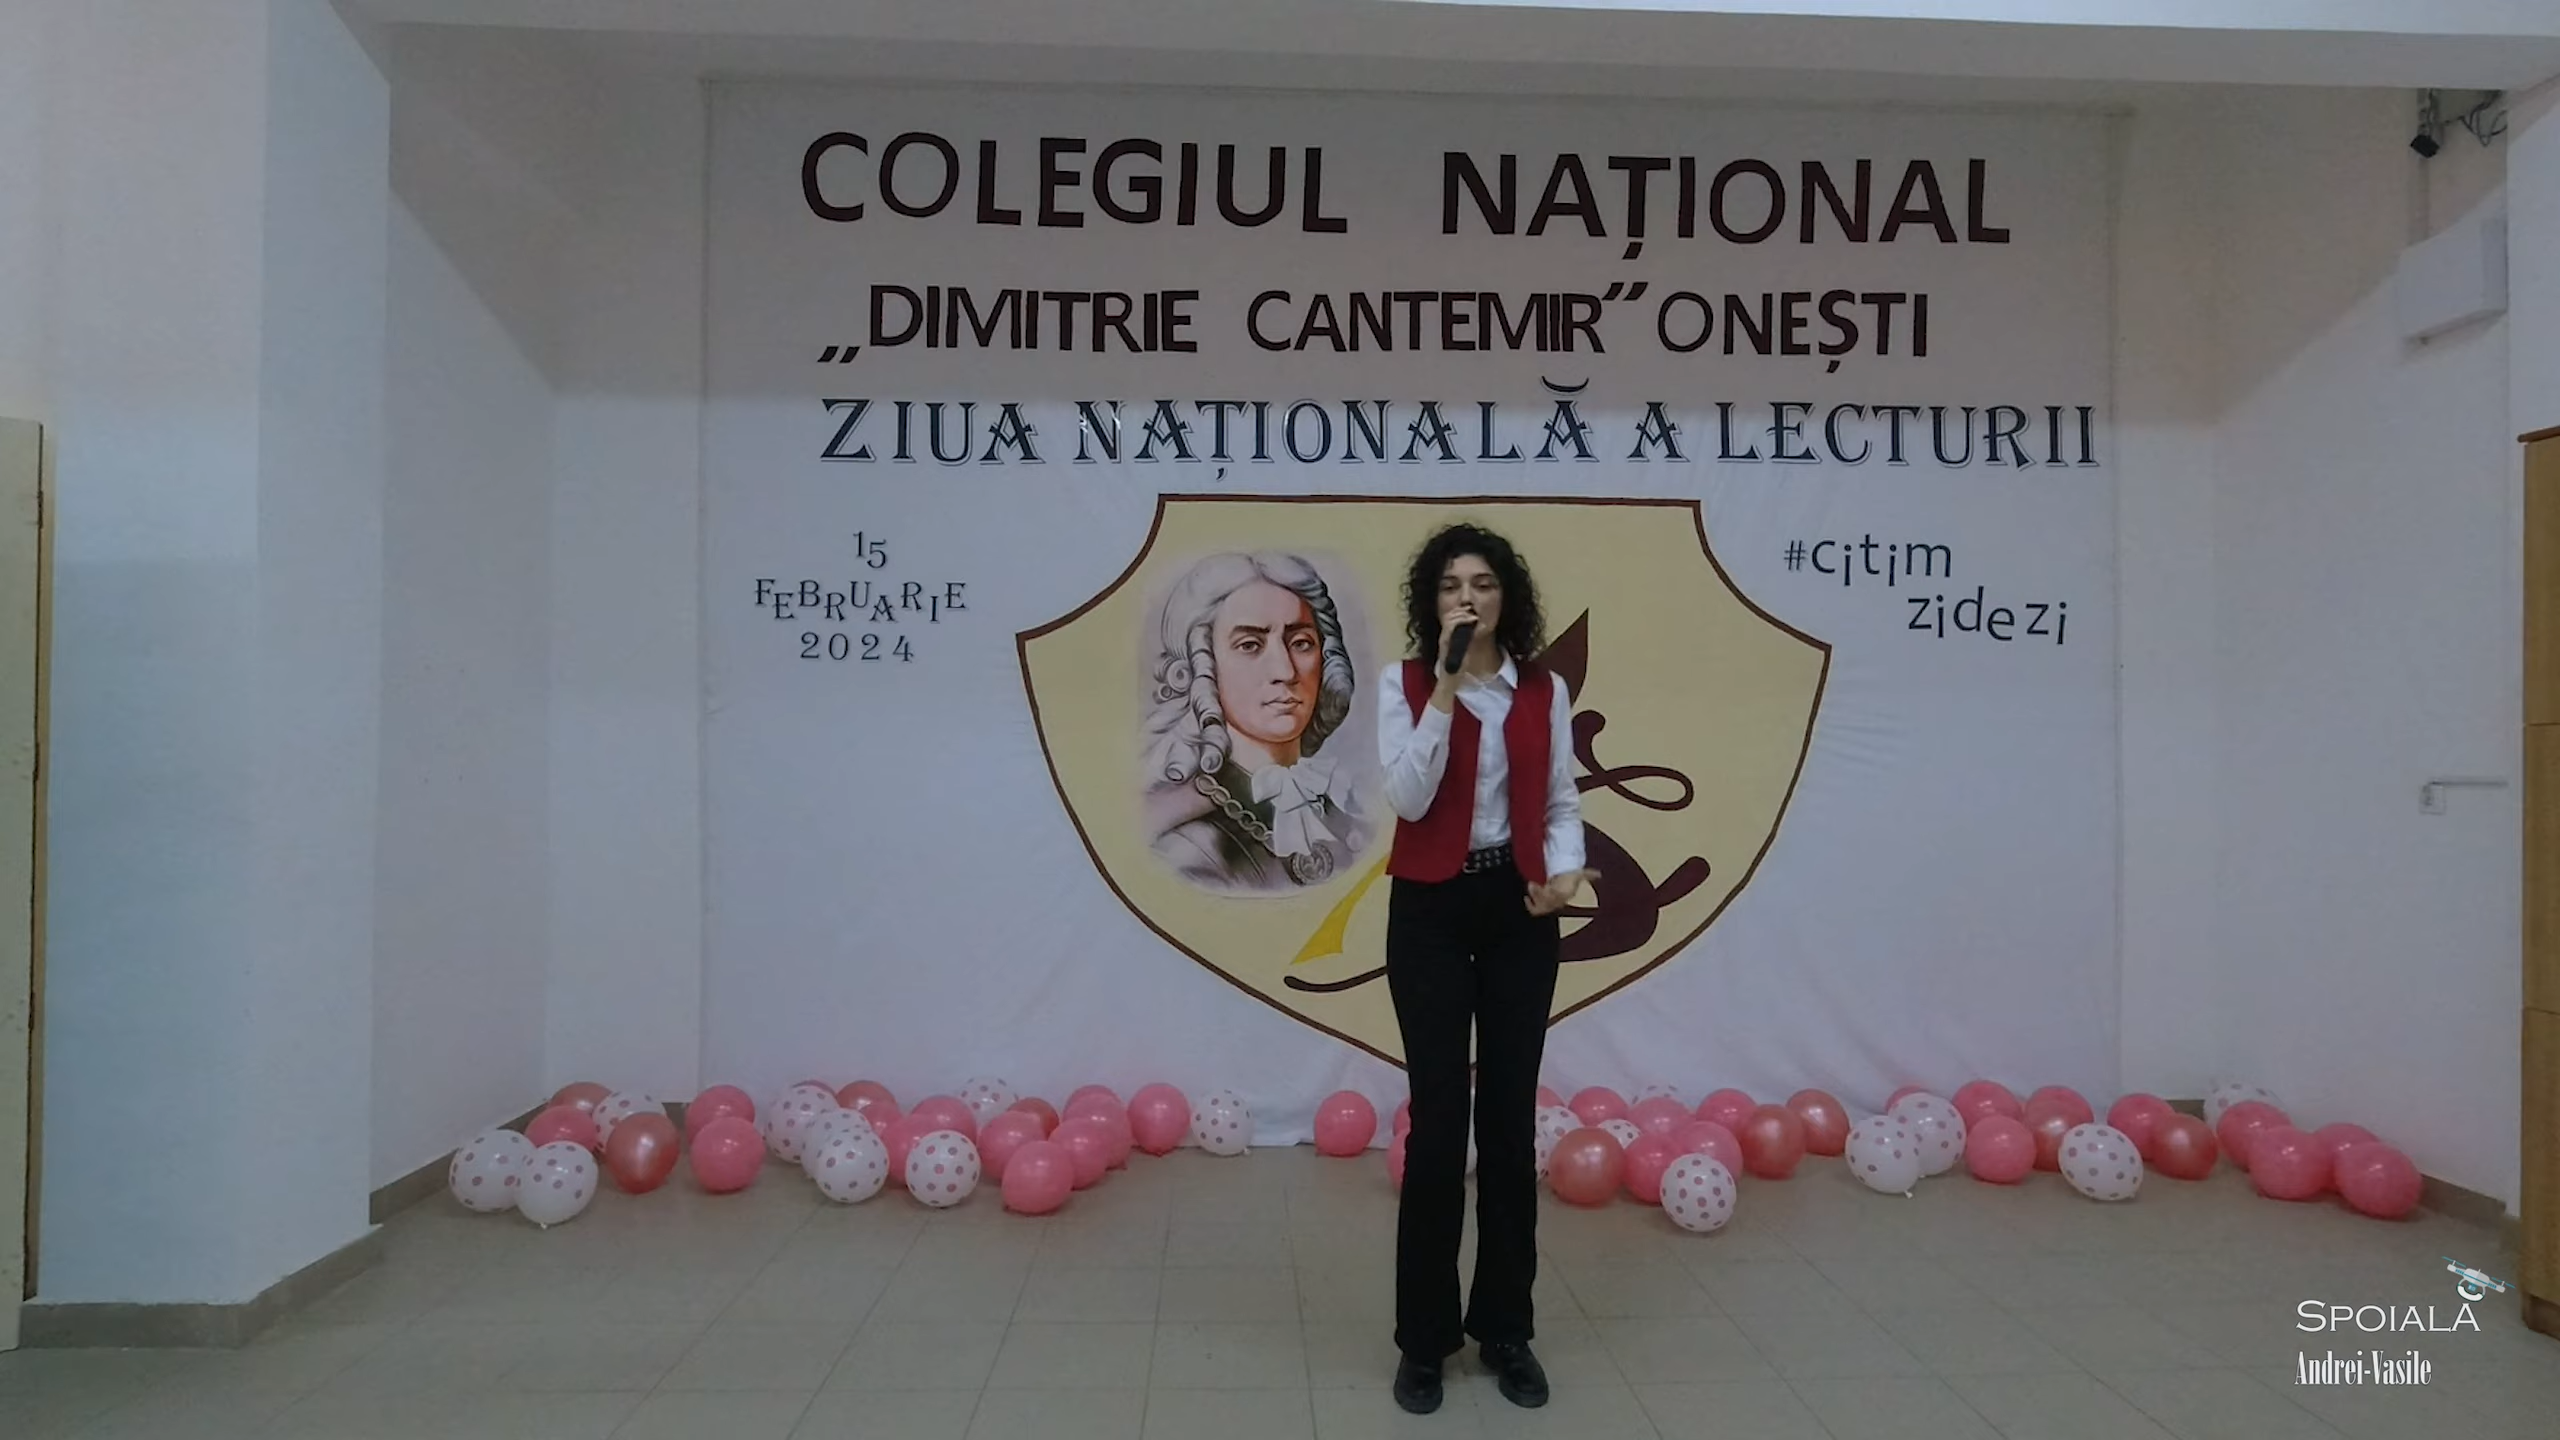 COLEGIUL NAȚIONAL
„DIMITRIE CANTEMIR” ONEȘTI
ZIUA NAȚIONALĂ A LECTURII
15
FEBRUARIE
2024
#citim
zidezi
SPOIALĂ
Andrei-Vasile